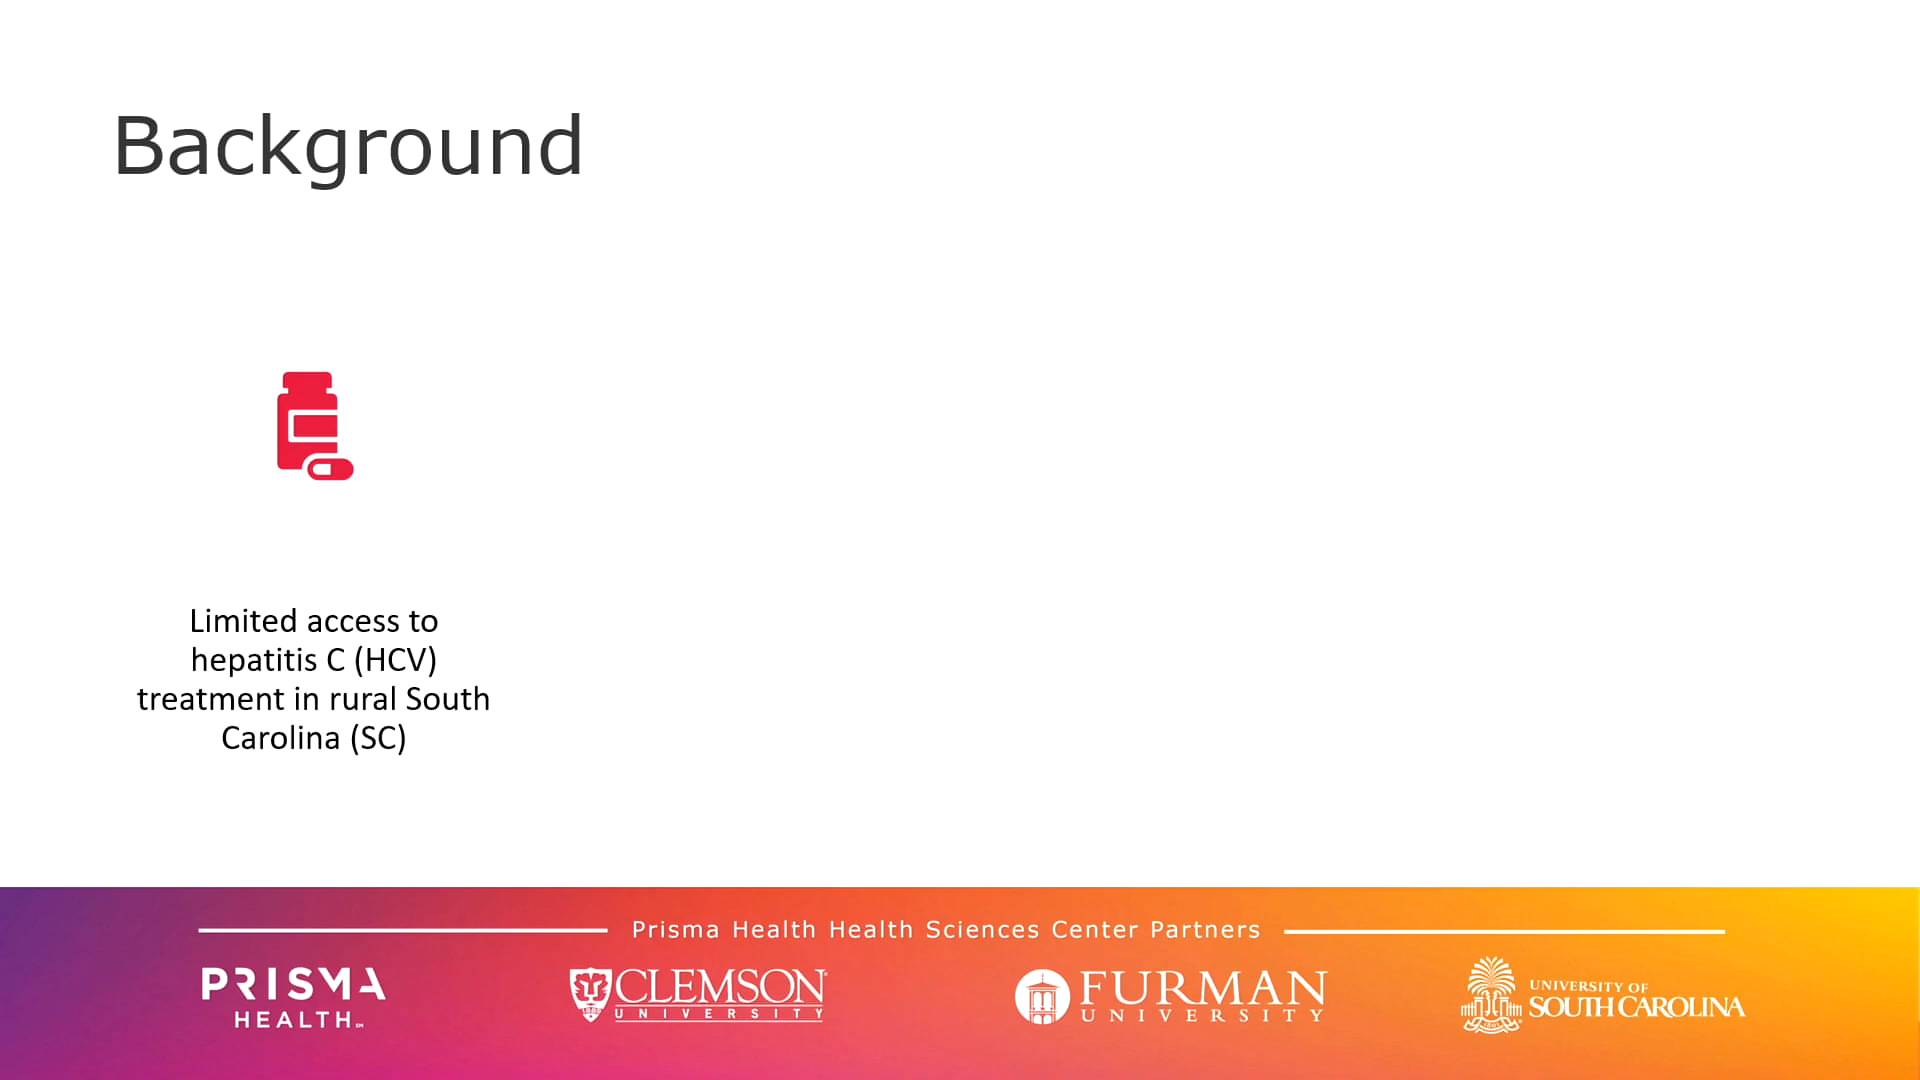 Background
Limited access to
hepatitis C (HCV)
treatment in rural South
Carolina (SC)
Prisma Health Health Sciences Center Partners
PRISMA
HEALTH
CLEMSON
UNIVERSITY
FURMAN
UNIVERSITY
UNIVERSITY OF
SOUTH CAROLINA